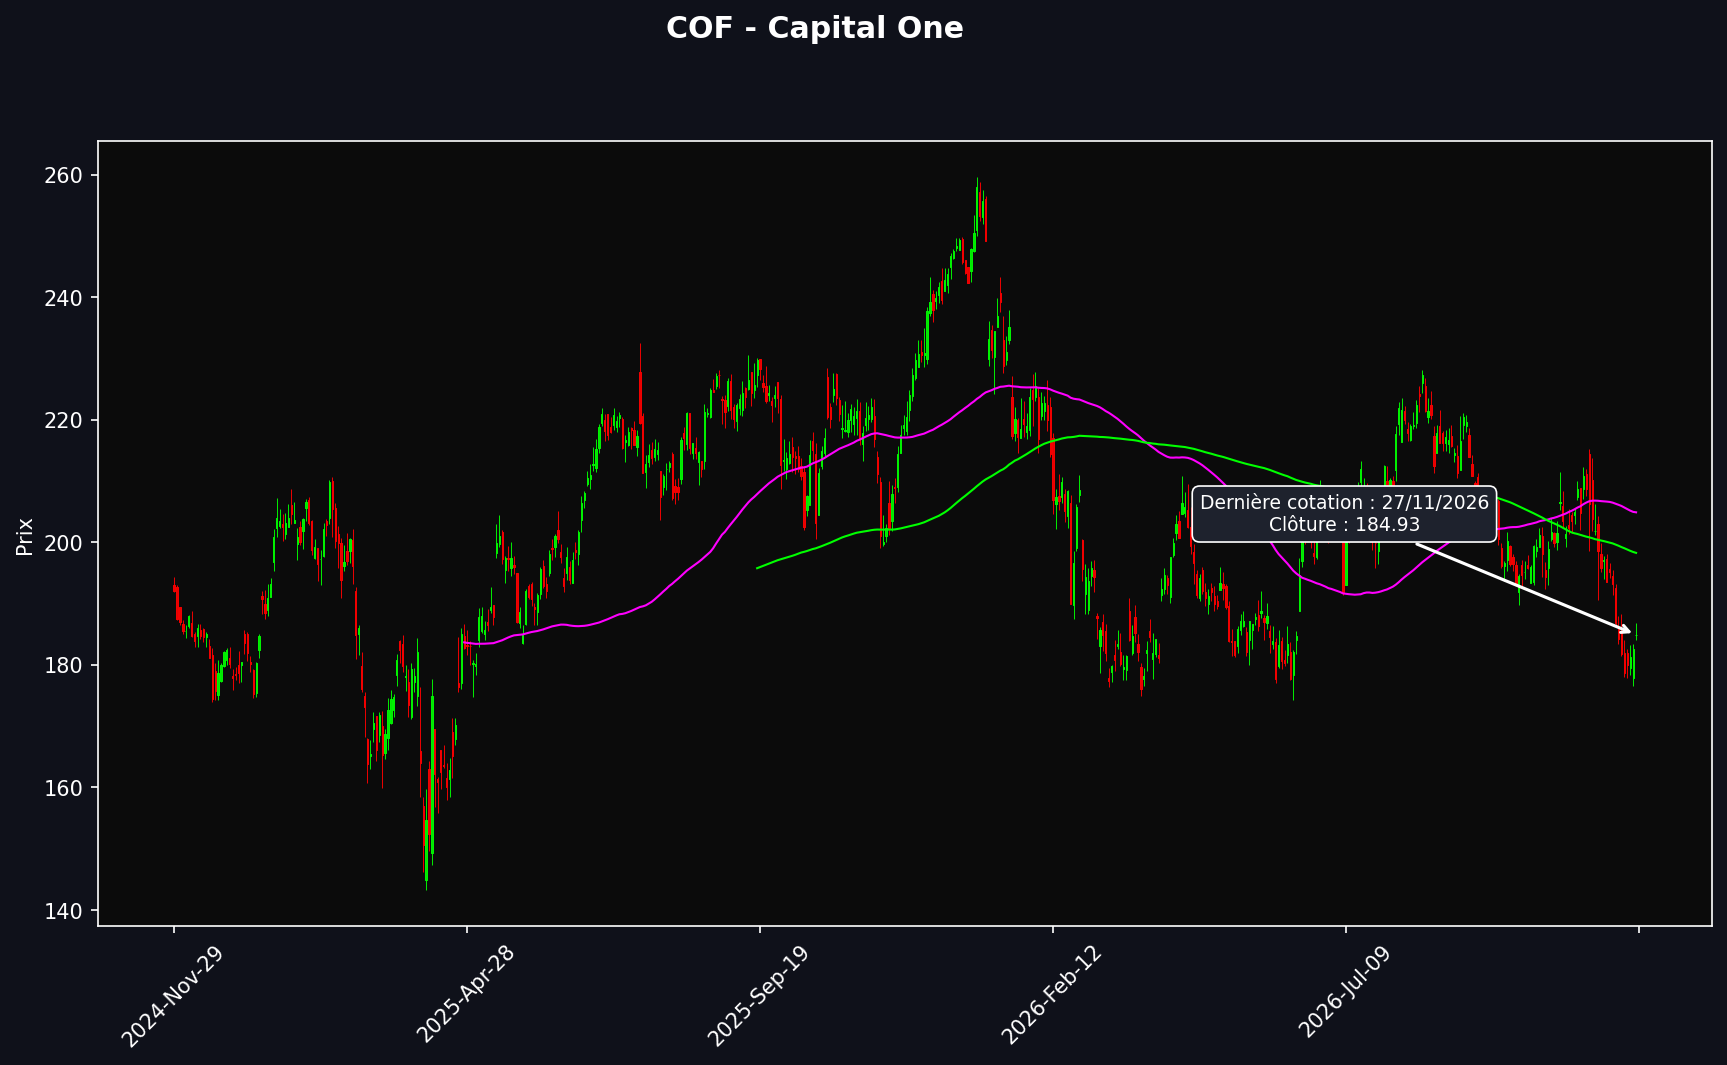 COF - Capital One
Prix
260
240
220
200
180
160
140
Dernière cotation : 27/11/2026
Clôture : 184.93
2024-Nov-29
2025-Apr-28
2025-Sep-19
2026-Feb-12
2026-Jul-09